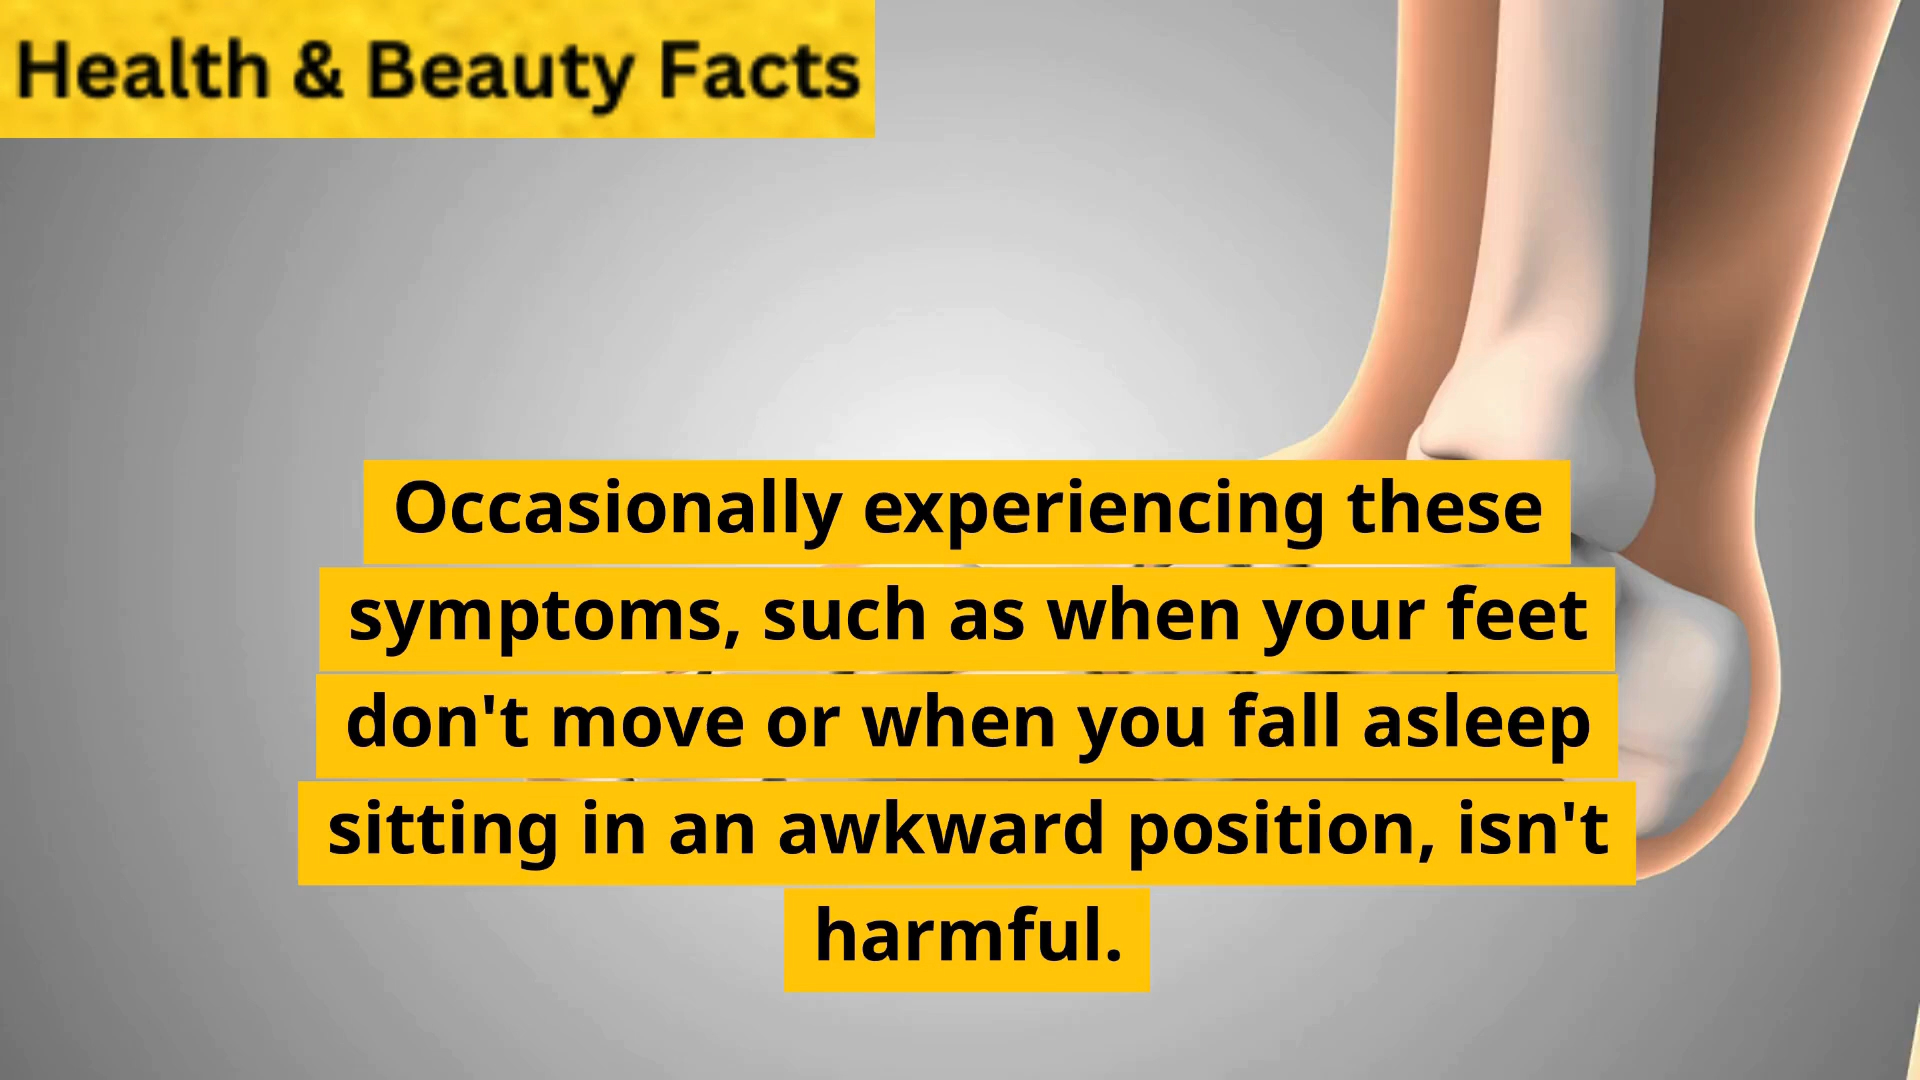 Health & Beauty Facts
Occasionally experiencing these
symptoms, such as when your feet
don't move or when you fall asleep
sitting in an awkward position, isn't
harmful.